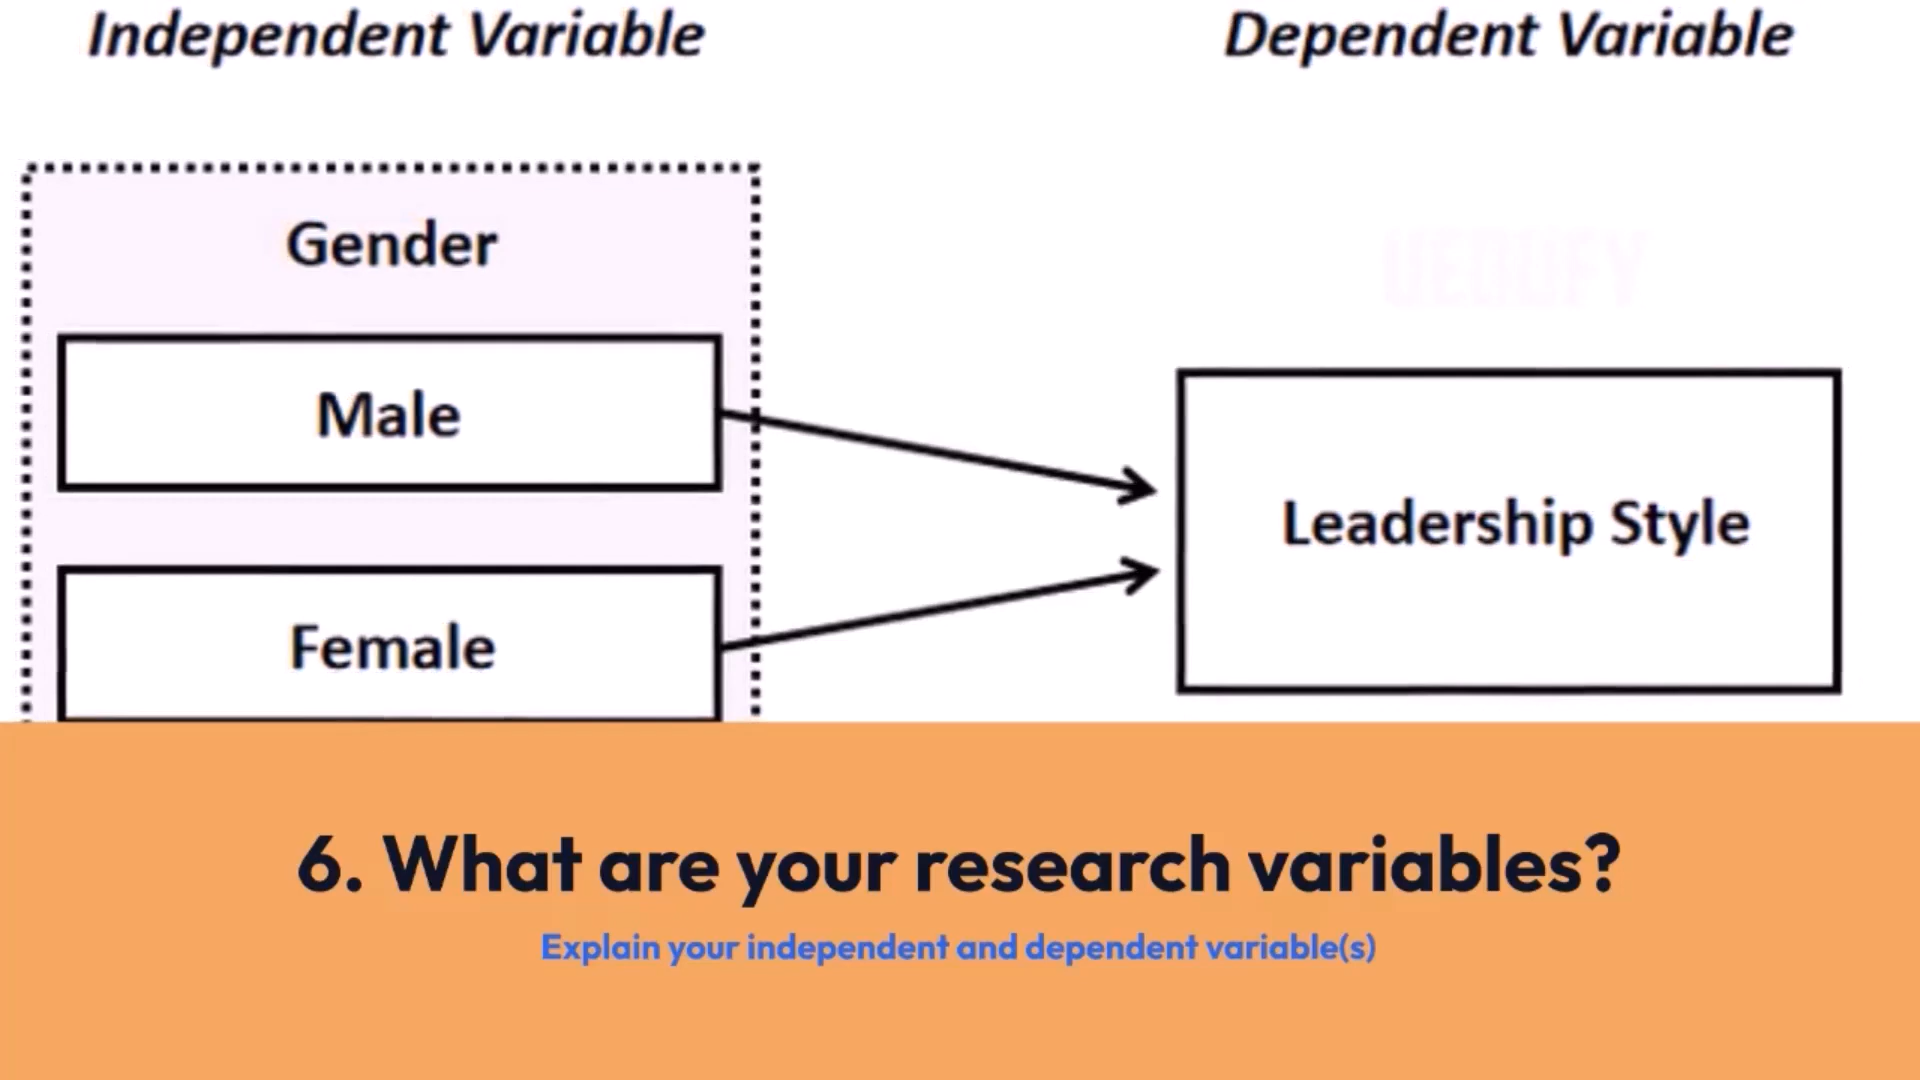 Independent Variable
Dependent Variable
Gender
Male
Female
Leadership Style
6. What are your research variables?
Explain your independent and dependent variable(s)